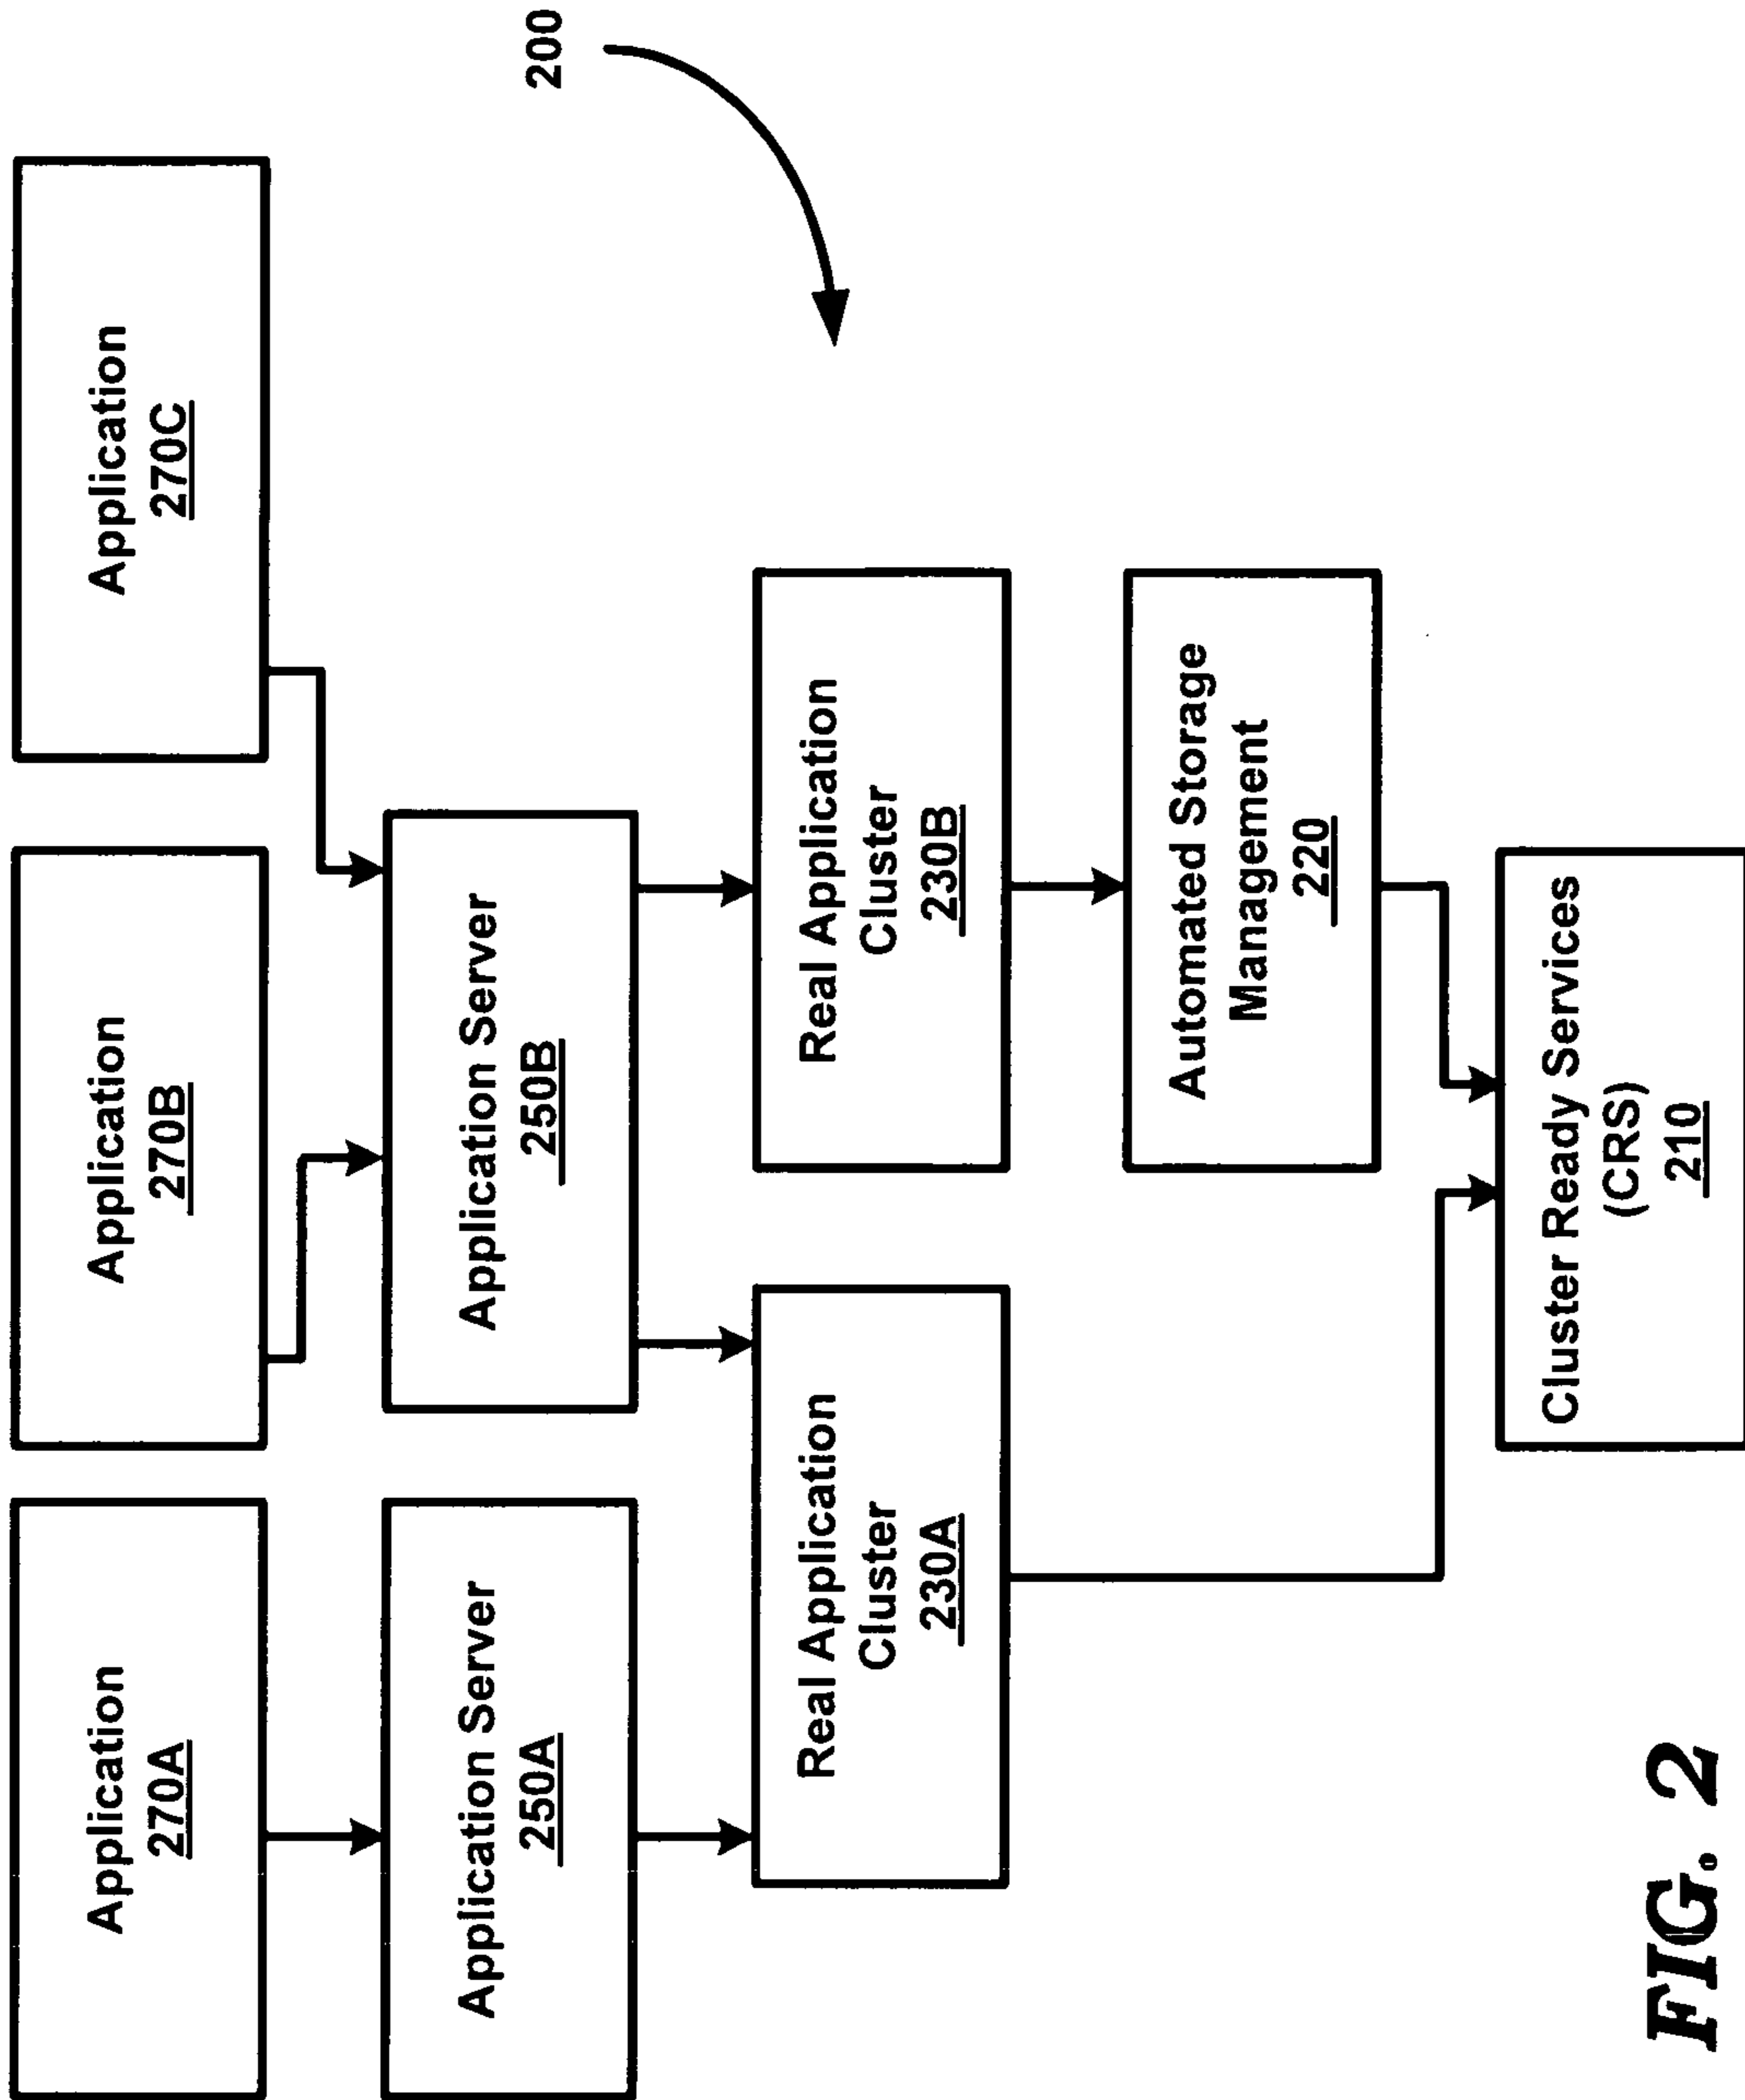 200
Application
270A
Application
270B
Application
270C
Application Server
250A
Application Server
250B
Real Application
Cluster
230A
Real Application
Cluster
230B
Automated Storage
Management
220
Cluster Ready Services
(CRS)
210
FIG. 2